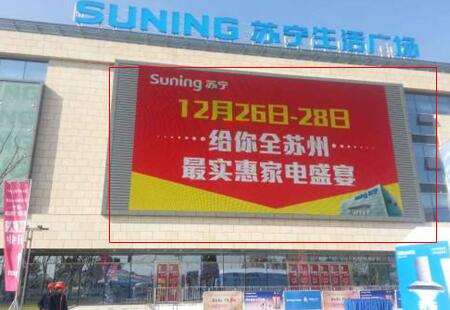 SUNING 苏宁生活广场
Suning 苏宁
12月26日-28日
给你全苏州
最实惠家电盛宴